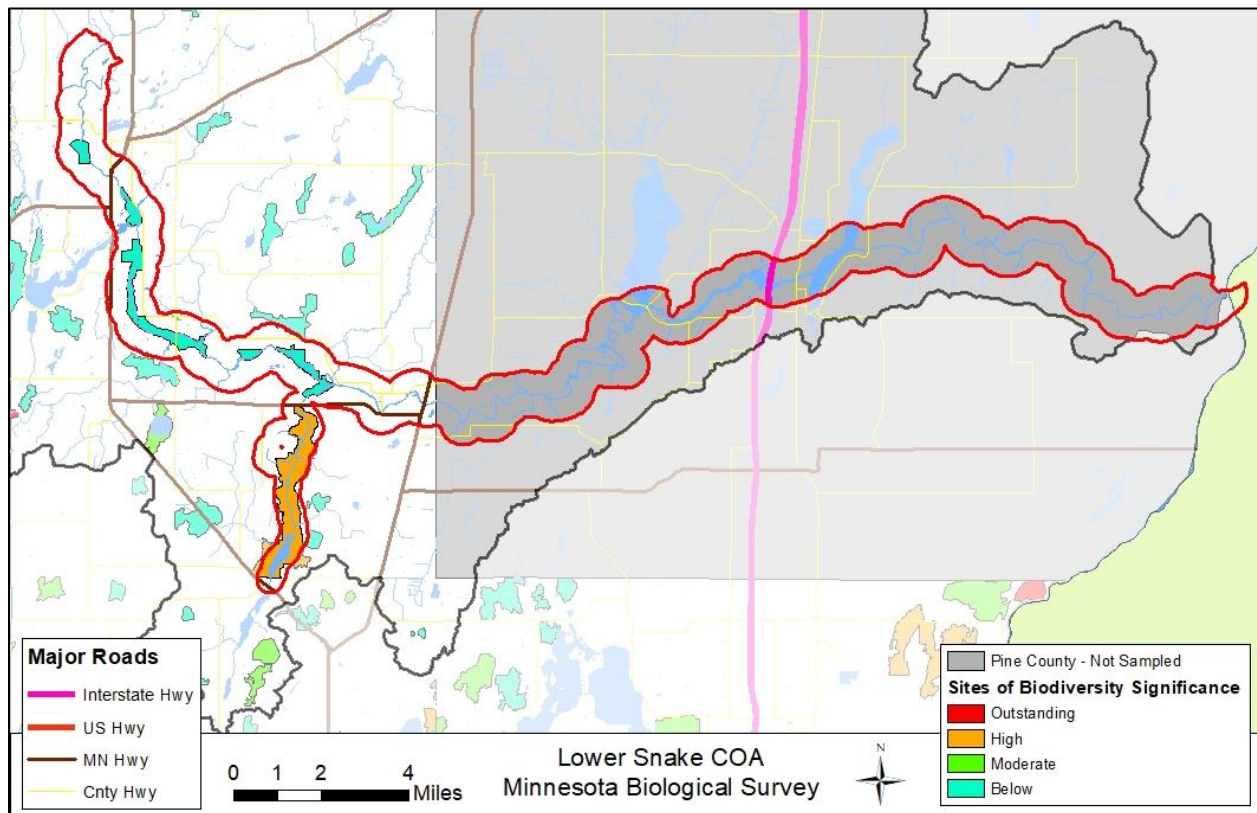 Major Roads
Interstate Hwy
US Hwy
MN Hwy
Cnty Hwy
0 1 2 4
Miles
Lower Snake COA
Minnesota Biological Survey
N
Pine County - Not Sampled
Sites of Biodiversity Significance
Outstanding
High
Moderate
Below